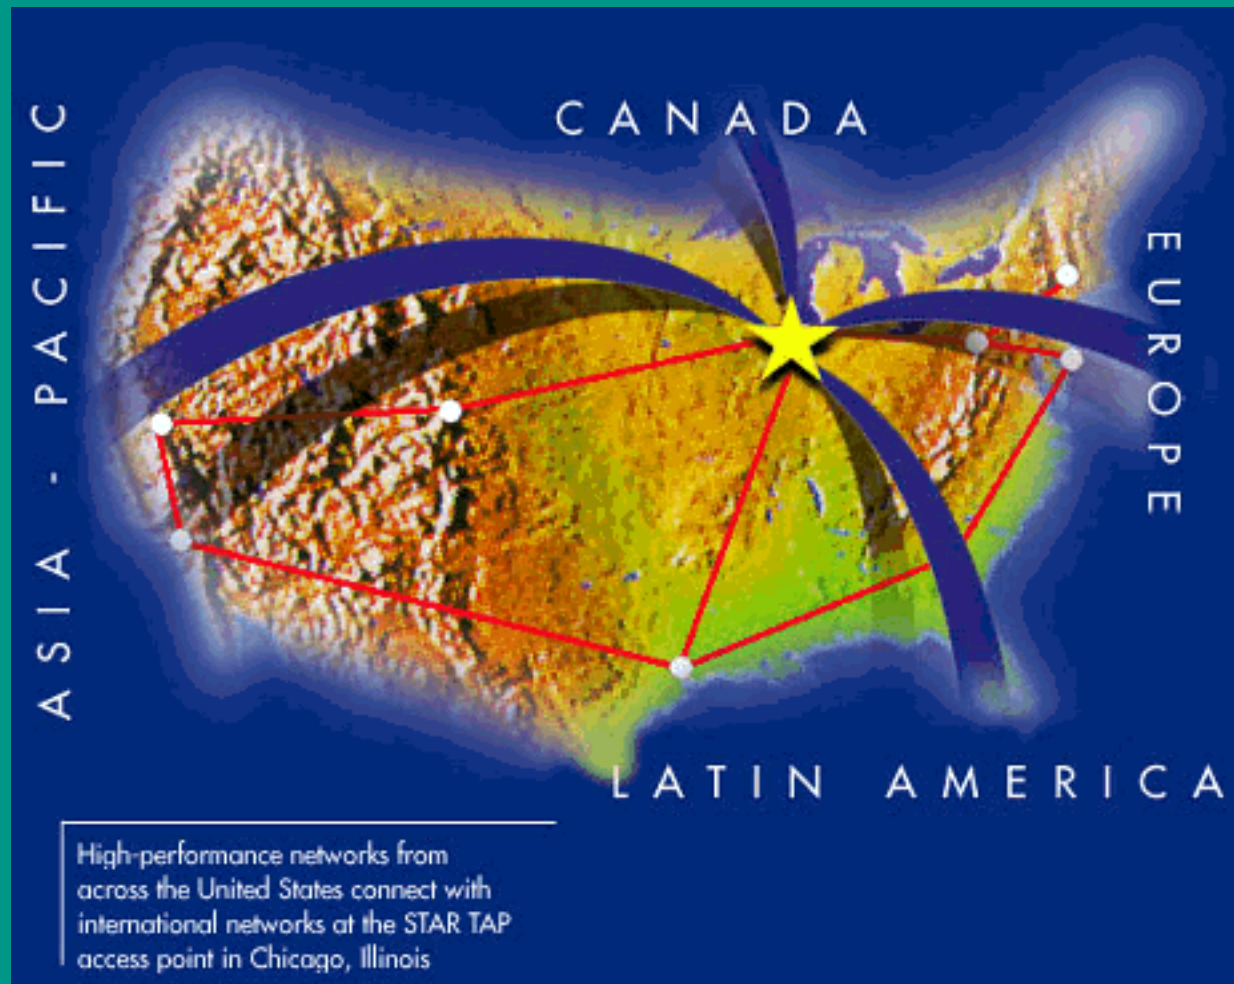 CANADA
ASIA - PACIFIC
EUROPE
LATIN AMERICA
High-performance networks from
across the United States connect with
international networks at the STAR TAP
access point in Chicago, Illinois